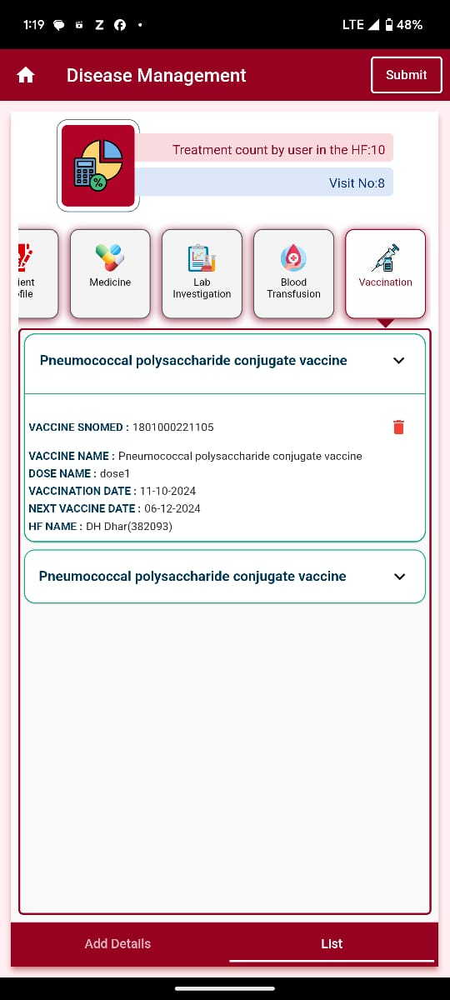 1:19 Z LTE 48%
Disease Management Submit
Treatment count by user in the HF:10
Visit No:8
ient
file
Medicine
Lab
Investigation
Blood
Transfusion
Vaccination
Pneumococcal polysaccharide conjugate vaccine
VACCINE SNOMED : 1801000221105
VACCINE NAME : Pneumococcal polysaccharide conjugate vaccine
DOSE NAME : dose1
VACCINATION DATE : 11-10-2024
NEXT VACCINE DATE : 06-12-2024
HF NAME : DH Dhar(382093)
Pneumococcal polysaccharide conjugate vaccine
Add Details List